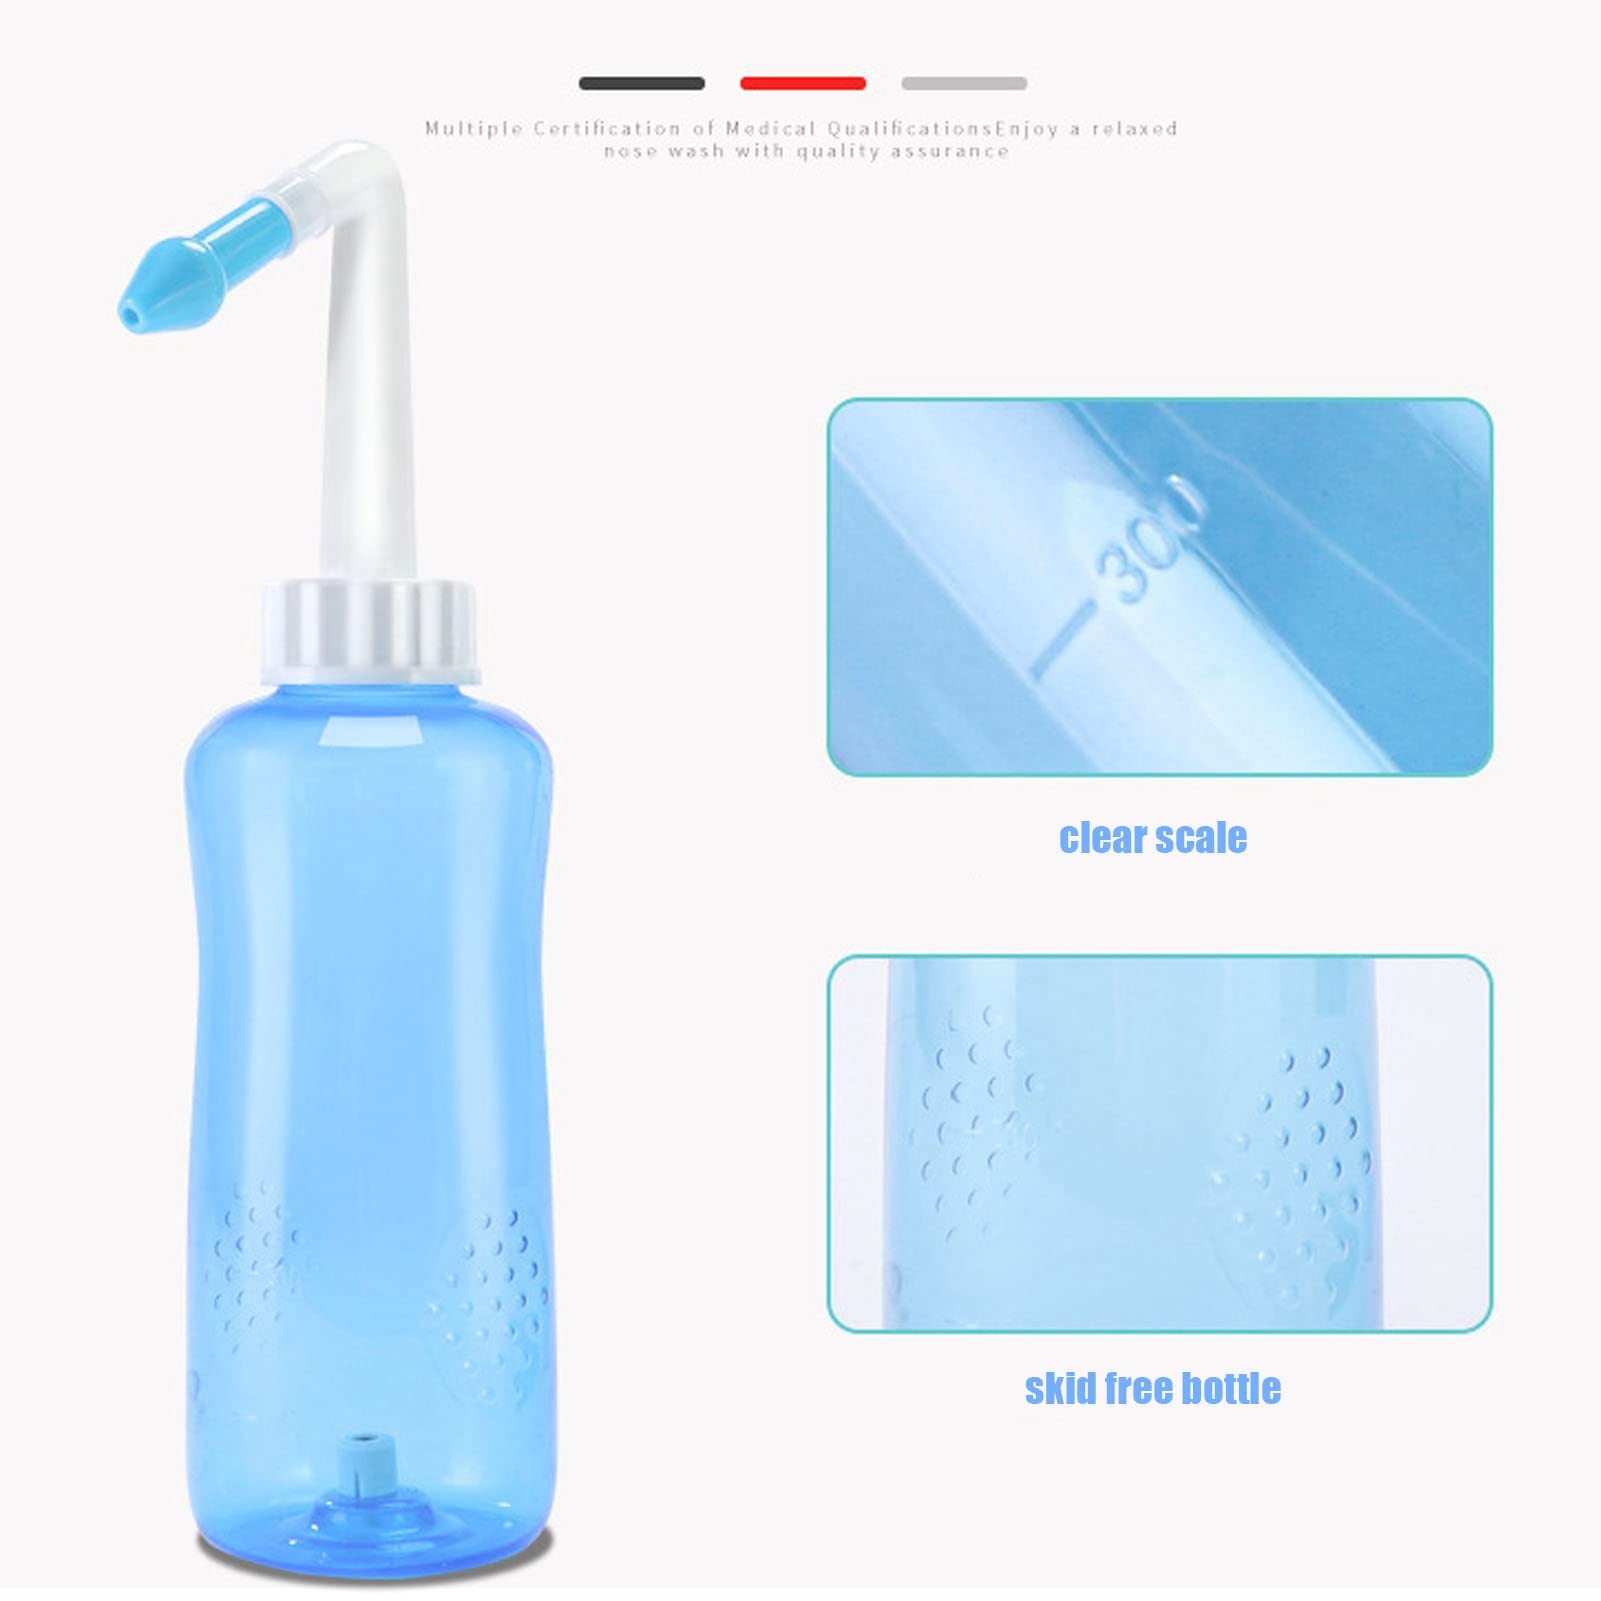 Multiple Certification of Medical QualificationsEnjoy a relaxed
nose wash with quality assurance
300
clear scale
skid free bottle